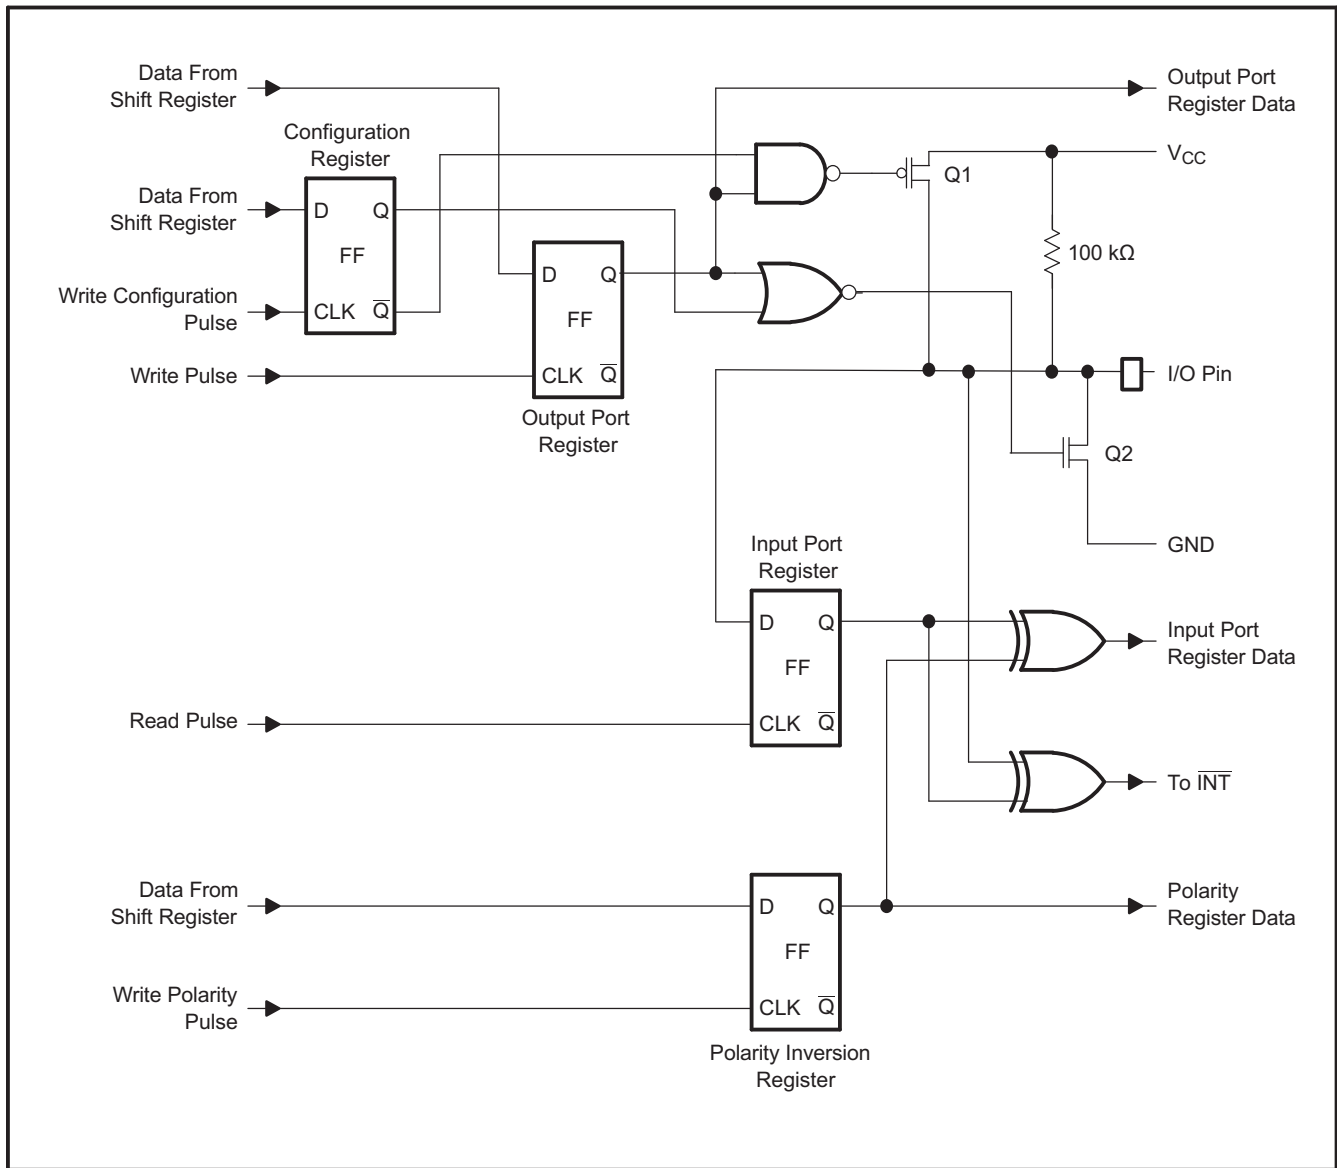 Data From
Shift Register
Output Port
Register Data
Configuration
Register
V_CC
Q1
Data From
Shift Register
D Q
FF
CLK Q̅
100 kΩ
Write Configuration
Pulse
D Q
FF
CLK Q̅
Write Pulse
I/O Pin
Output Port
Register
Q2
GND
Input Port
Register
D Q
FF
CLK Q̅
Input Port
Register Data
Read Pulse
To I̅N̅T̅
Data From
Shift Register
D Q
FF
CLK Q̅
Polarity
Register Data
Write Polarity
Pulse
Polarity Inversion
Register